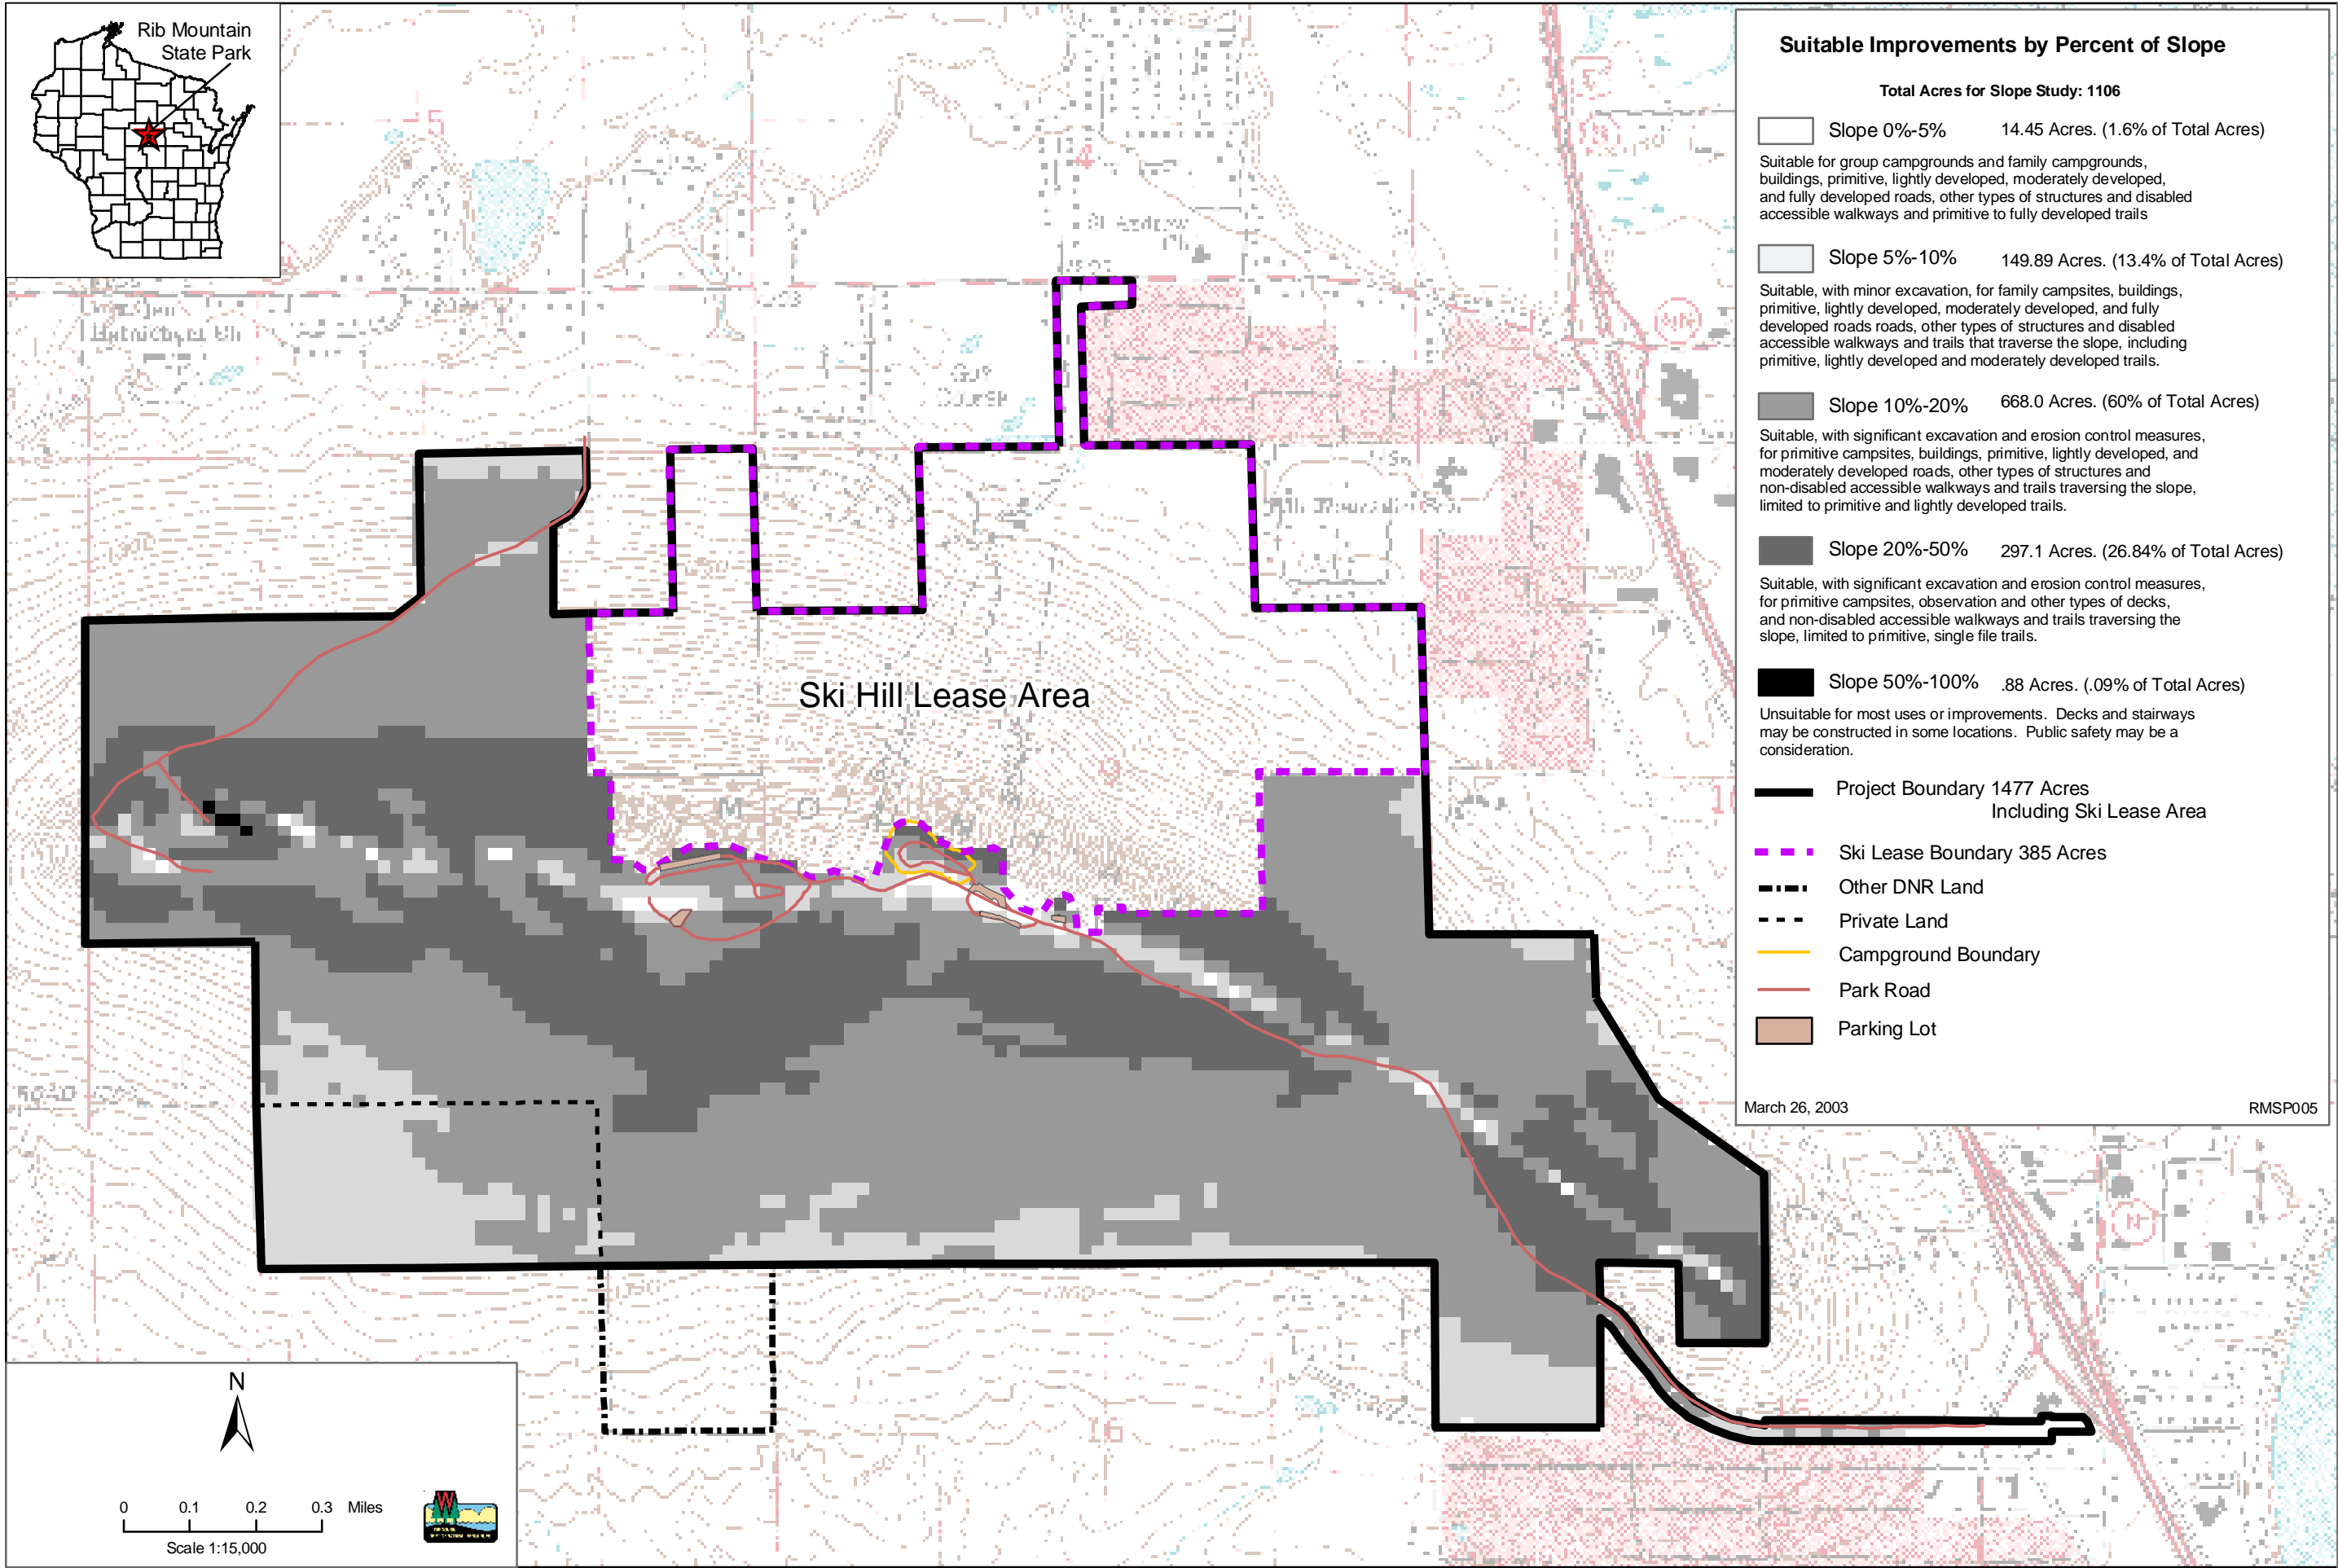 Rib Mountain
State Park
Suitable Improvements by Percent of Slope
Total Acres for Slope Study: 1106
Slope 0%-5% 14.45 Acres. (1.6% of Total Acres)
Suitable for group campgrounds and family campgrounds,
buildings, primitive, lightly developed, moderately developed,
and fully developed roads, other types of structures and disabled
accessible walkways and primitive to fully developed trails
Slope 5%-10% 149.89 Acres. (13.4% of Total Acres)
Suitable, with minor excavation, for family campsites, buildings,
primitive, lightly developed, moderately developed, and fully
developed roads roads, other types of structures and disabled
accessible walkways and trails that traverse the slope, including
primitive, lightly developed and moderately developed trails.
Slope 10%-20% 668.0 Acres. (60% of Total Acres)
Suitable, with significant excavation and erosion control measures,
for primitive campsites, buildings, primitive, lightly developed, and
moderately developed roads, other types of structures and
non-disabled accessible walkways and trails traversing the slope,
limited to primitive and lightly developed trails.
Slope 20%-50% 297.1 Acres. (26.84% of Total Acres)
Suitable, with significant excavation and erosion control measures,
for primitive campsites, observation and other types of decks,
and non-disabled accessible walkways and trails traversing the
slope, limited to primitive, single file trails.
Slope 50%-100% .88 Acres. (.09% of Total Acres)
Unsuitable for most uses or improvements. Decks and stairways
may be constructed in some locations. Public safety may be a
consideration.
Project Boundary 1477 Acres
Including Ski Lease Area
Ski Lease Boundary 385 Acres
Other DNR Land
Private Land
Campground Boundary
Park Road
Parking Lot
March 26, 2003 RMSP005
Ski Hill Lease Area
M O
N
0 0.1 0.2 0.3 Miles
Scale 1:15,000